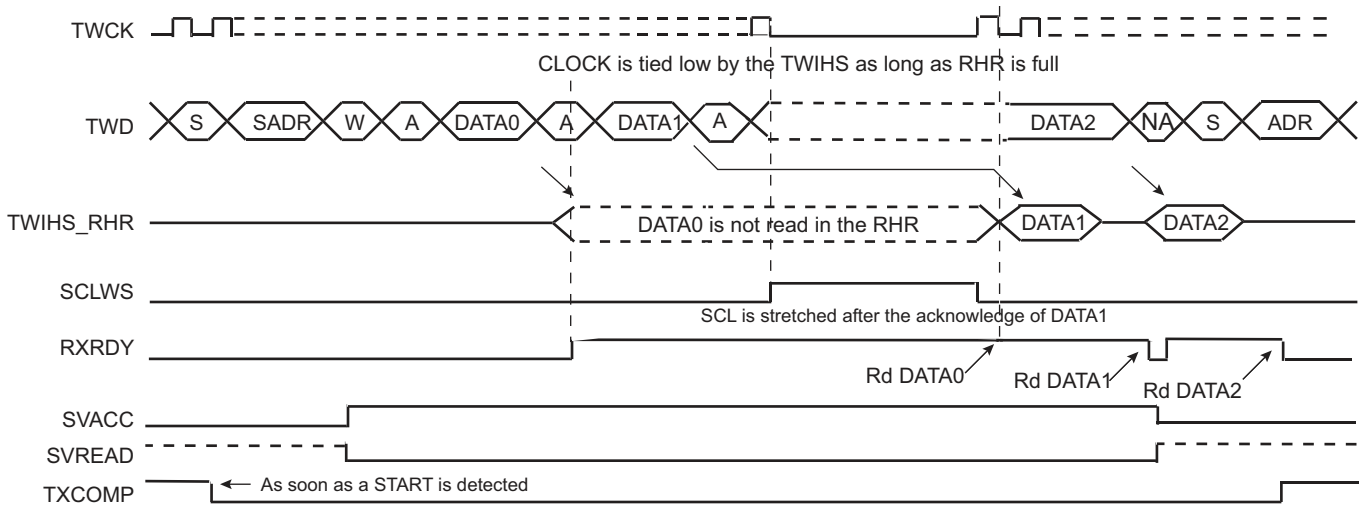 TWCK
CLOCK is tied low by the TWIHS as long as RHR is full
TWD S SADR W A DATA0 A DATA1 A DATA2 NA S ADR
TWIHS_RHR DATA0 is not read in the RHR DATA1 DATA2
SCLWS
SCL is stretched after the acknowledge of DATA1
RXRDY
Rd DATA0 Rd DATA1 Rd DATA2
SVACC
SVREAD
TXCOMP As soon as a START is detected